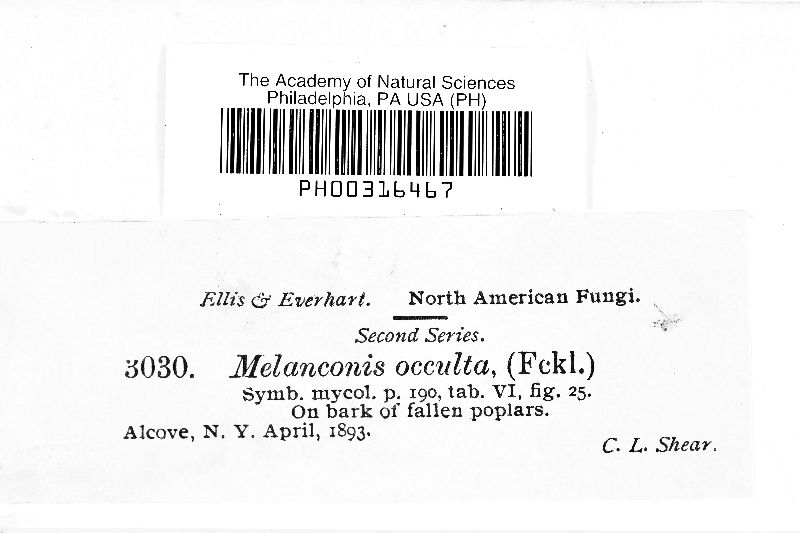 The Academy of Natural Sciences
Philadelphia, PA USA (PH)
PH00316467
Ellis & Everhart. North American Fungi.
Second Series.
3030. Melanconis occulta, (Fckl.)
Symb. mycol. p. 190, tab. VI, fig. 25.
On bark of fallen poplars.
Alcove, N. Y. April, 1893.
C. L. Shear.